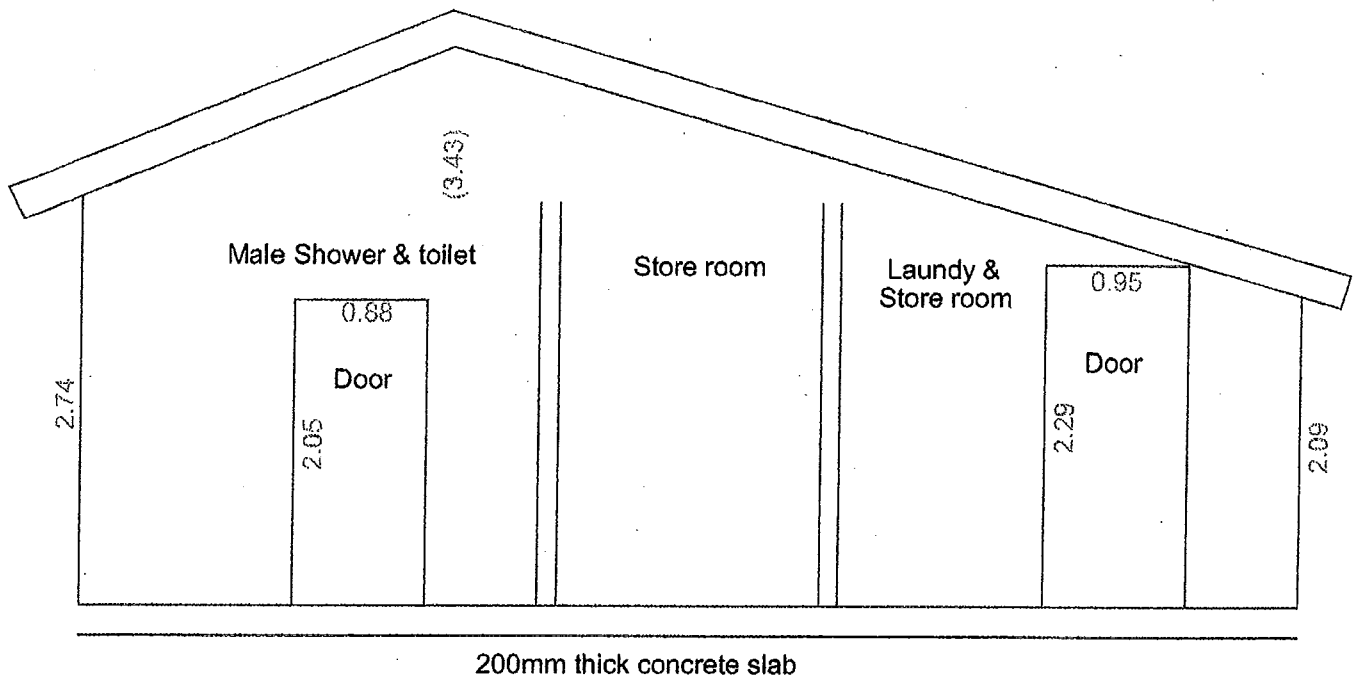 (3.43)
Male Shower & toilet
Store room
Laundy &
Store room
0.88
0.95
Door
Door
2.74
2.05
2.29
2.09
200mm thick concrete slab